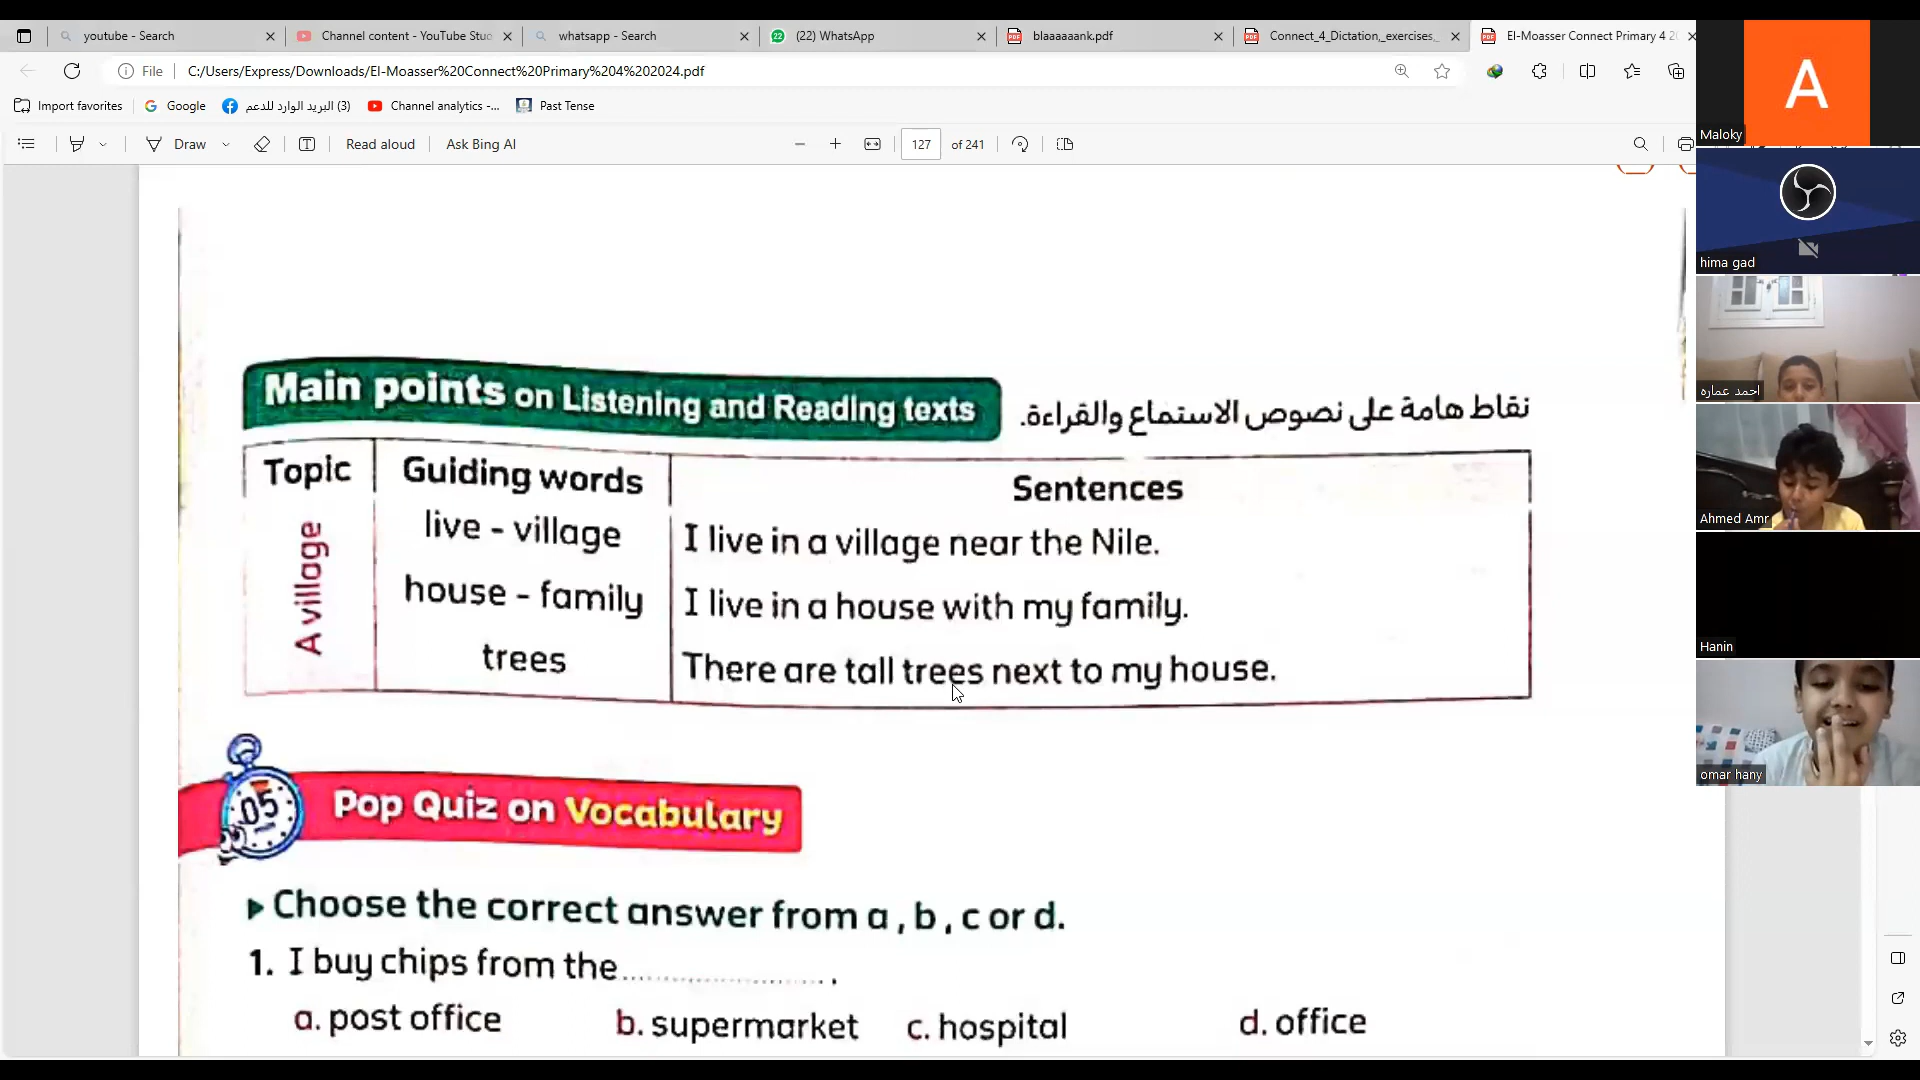 youtube - Search
Channel content - YouTube Stu
whatsapp - Search
(22) WhatsApp
blaaaaaank.pdf
Connect_4_Dictation,_exercises,
El-Moasser Connect Primary 4 2
File
C:/Users/Express/Downloads/El-Moasser%20Connect%20Primary%204%202024.pdf
Import favorites
Google
(3) البريد الوارد للدعم
Channel analytics -...
Past Tense
Draw
Read aloud
Ask Bing AI
127 of 241
Main points on Listening and Reading texts
نقاط هامة على نصوص الاستماع والقراءة.
Topic
Guiding words
Sentences
A village
live - village
I live in a village near the Nile.
house - family
I live in a house with my family.
trees
There are tall trees next to my house.
05
Pop Quiz on Vocabulary
Choose the correct answer from a , b , c or d.
1. I buy chips from the .................... .
a. post office
b. supermarket
c. hospital
d. office
A
Maloky
hima gad
احمد عماره
Ahmed Amr
Hanin
omar hany